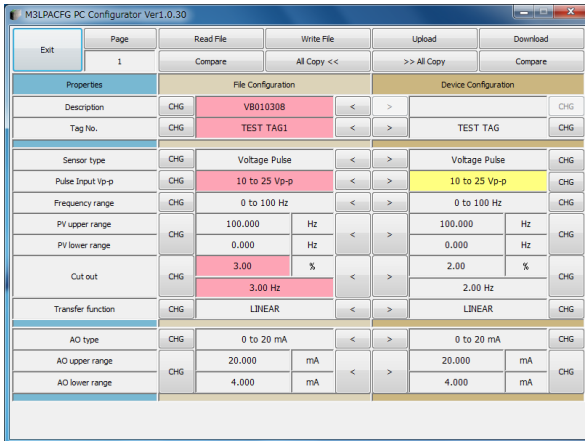 M3LPACFG PC Configurator Ver1.0.30
Exit Page Read File Write File Upload Download
1 Compare All Copy << >> All Copy Compare
Properties File Configuration Device Configuration
Description CHG VB010308 < > CHG
Tag No. CHG TEST TAG1 < > TEST TAG CHG
Sensor type CHG Voltage Pulse < > Voltage Pulse CHG
Pulse Input Vp-p CHG 10 to 25 Vp-p < > 10 to 25 Vp-p CHG
Frequency range CHG 0 to 100 Hz < > 0 to 100 Hz CHG
PV upper range CHG 100.000 Hz < > 100.000 Hz CHG
PV lower range 0.000 Hz 0.000 Hz
Cut out CHG 3.00 % < > 2.00 % CHG
3.00 Hz 2.00 Hz
Transfer function CHG LINEAR < > LINEAR CHG
AO type CHG 0 to 20 mA < > 0 to 20 mA CHG
AO upper range CHG 20.000 mA < > 20.000 mA CHG
AO lower range 4.000 mA 4.000 mA